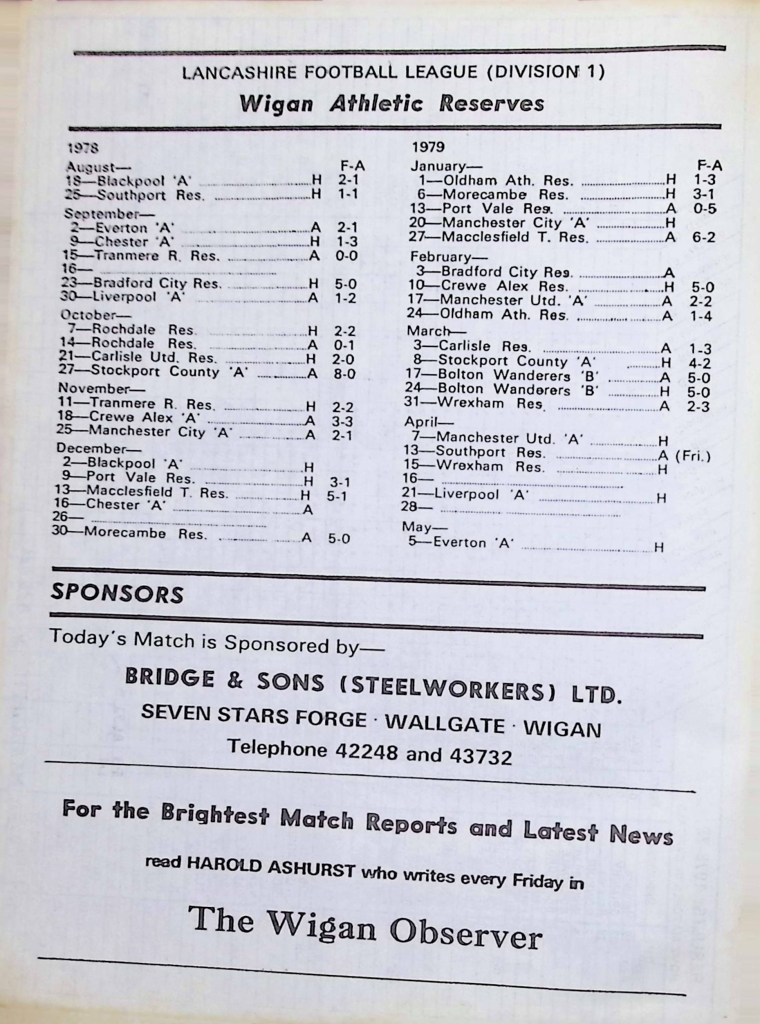 LANCASHIRE FOOTBALL LEAGUE (DIVISION 1)
Wigan Athletic Reserves
1978
August— F-A
18—Blackpool 'A' ........ H 2-1
25—Southport Res. ........ H 1-1
September—
2—Everton 'A' ........ A 2-1
9—Chester 'A' ........ H 1-3
15—Tranmere R. Res. ........ A 0-0
16— ........
23—Bradford City Res. ........ H 5-0
30—Liverpool 'A' ........ A 1-2
October—
7—Rochdale Res. ........ H 2-2
14—Rochdale Res. ........ A 0-1
21—Carlisle Utd. Res. ........ H 2-0
27—Stockport County 'A' ........ A 8-0
November—
11—Tranmere R. Res. ........ H 2-2
18—Crewe Alex 'A' ........ A 3-3
25—Manchester City 'A' ........ A 2-1
December—
2—Blackpool 'A' ........ H
9—Port Vale Res. ........ H 3-1
13—Macclesfield T. Res. ........ H 5-1
16—Chester 'A' ........ A
26— ........
30—Morecambe Res. ........ A 5-0
1979
January— F-A
1—Oldham Ath. Res. ........ H 1-3
6—Morecambe Res. ........ H 3-1
13—Port Vale Res. ........ A 0-5
20—Manchester City 'A' ........ H
27—Macclesfield T. Res. ........ A 6-2
February—
3—Bradford City Res. ........ A
10—Crewe Alex Res. ........ H 5-0
17—Manchester Utd. 'A' ........ A 2-2
24—Oldham Ath. Res. ........ A 1-4
March—
3—Carlisle Res. ........ A 1-3
8—Stockport County 'A' ........ H 4-2
17—Bolton Wanderers 'B' ........ A 5-0
24—Bolton Wanderers 'B' ........ H 5-0
31—Wrexham Res. ........ A 2-3
April—
7—Manchester Utd. 'A' ........ H
13—Southport Res. ........ A (Fri.)
15—Wrexham Res. ........ H
16— ........
21—Liverpool 'A' ........ H
28— ........
May—
5—Everton 'A' ........ H
SPONSORS
Today's Match is Sponsored by—
BRIDGE & SONS (STEELWORKERS) LTD.
SEVEN STARS FORGE · WALLGATE · WIGAN
Telephone 42248 and 43732
For the Brightest Match Reports and Latest News
read HAROLD ASHURST who writes every Friday in
The Wigan Observer